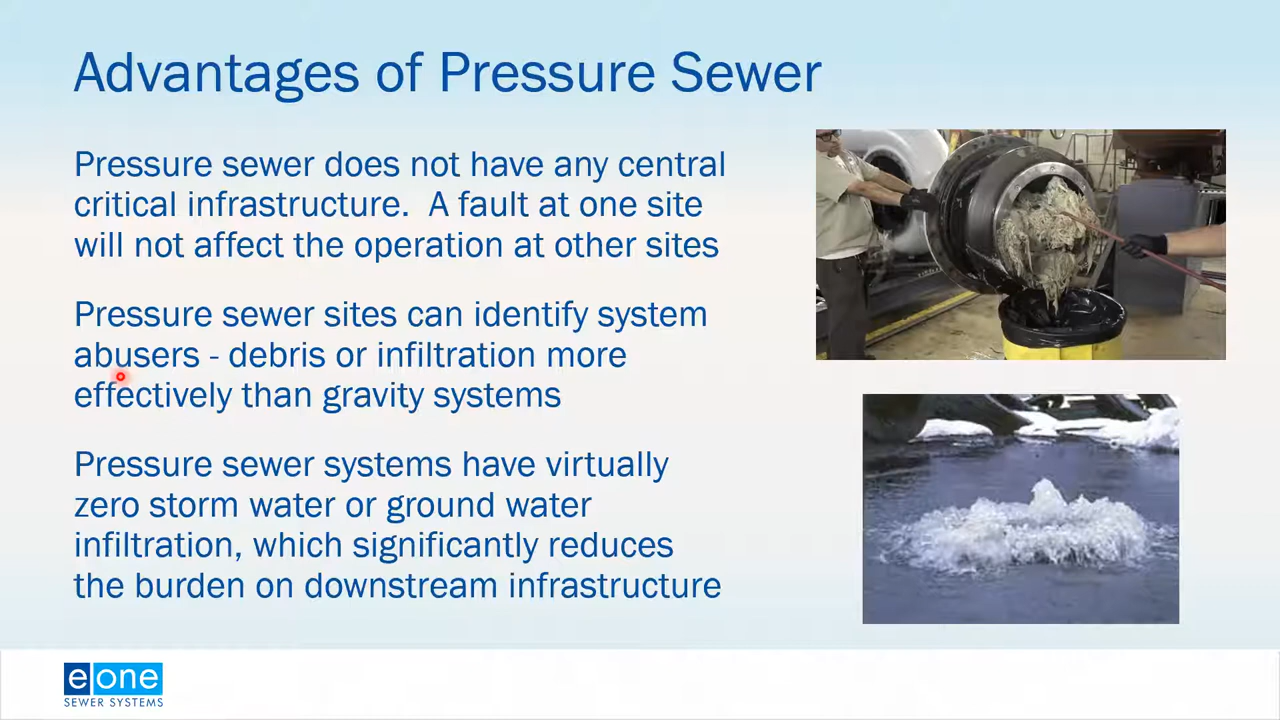 Advantages of Pressure Sewer
Pressure sewer does not have any central
critical infrastructure.  A fault at one site
will not affect the operation at other sites
Pressure sewer sites can identify system
abusers - debris or infiltration more
effectively than gravity systems
Pressure sewer systems have virtually
zero storm water or ground water
infiltration, which significantly reduces
the burden on downstream infrastructure
e one
SEWER SYSTEMS